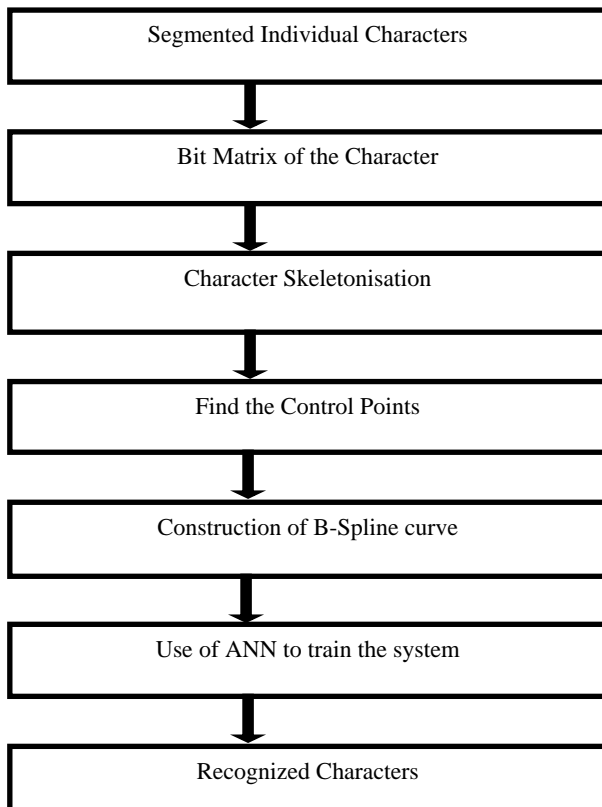 Segmented Individual Characters
Bit Matrix of the Character
Character Skeletonisation
Find the Control Points
Construction of B-Spline curve
Use of ANN to train the system
Recognized Characters